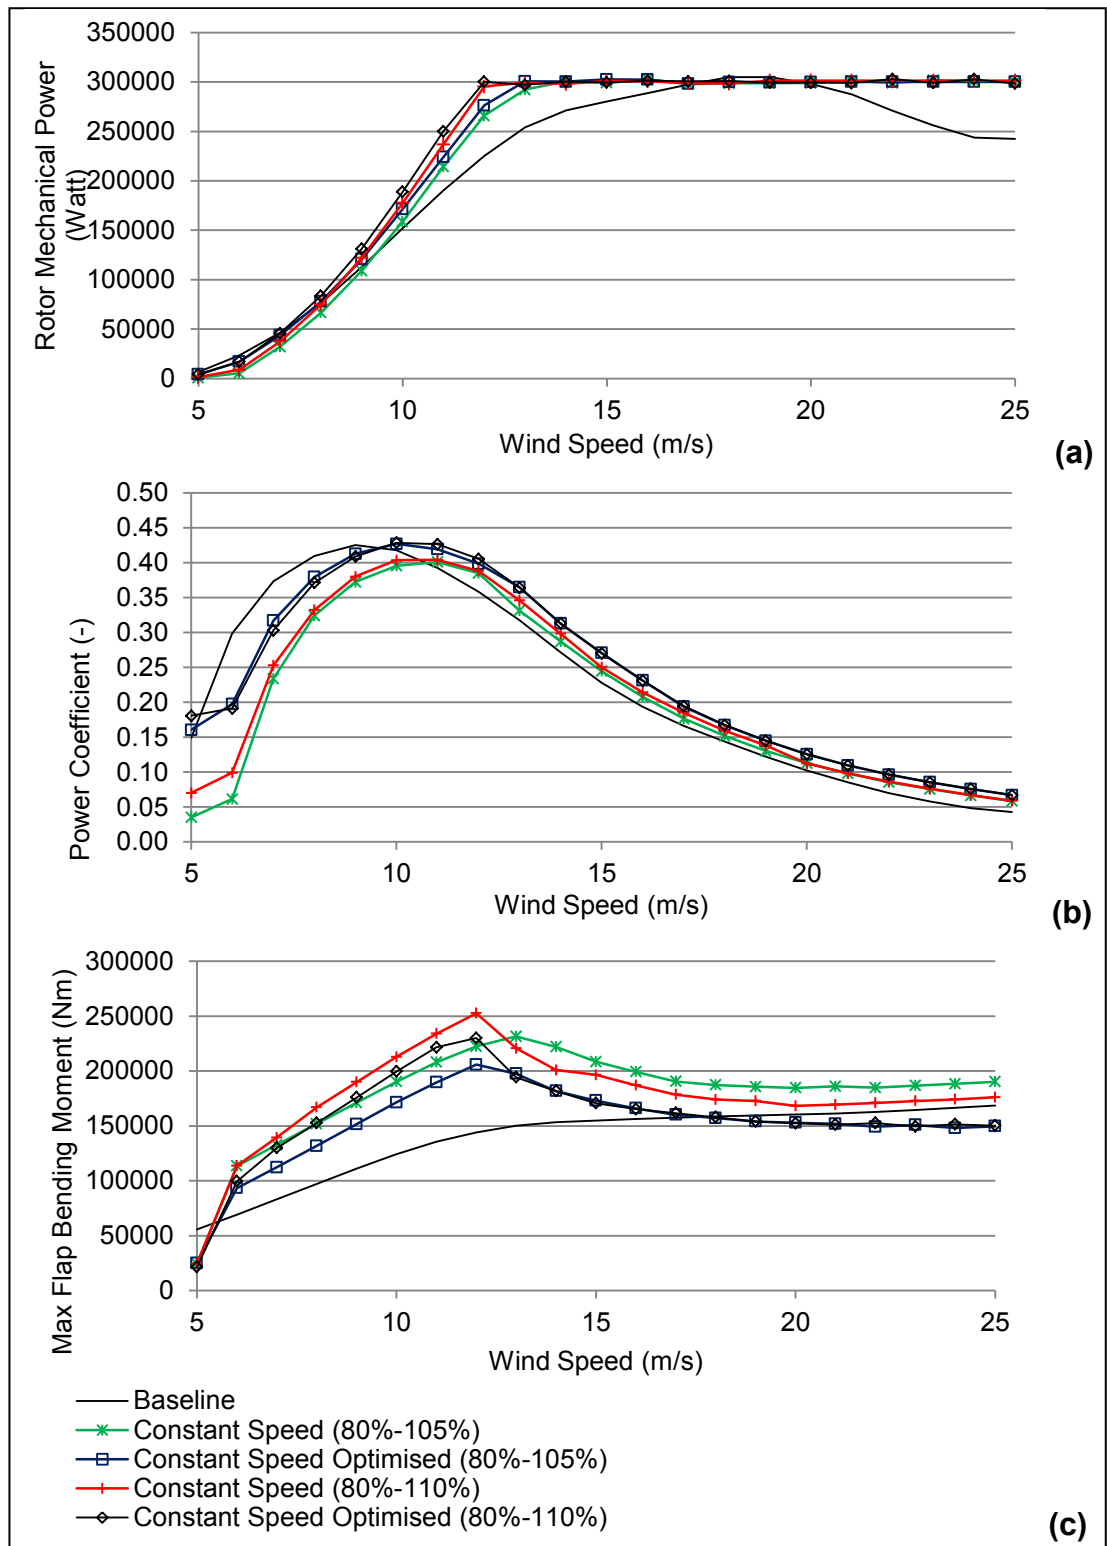 350000
300000
250000
200000
150000
100000
50000
0
Rotor Mechanical Power
(Watt)
5 10 15 20 25
Wind Speed (m/s)
(a)
0.50
0.45
0.40
0.35
0.30
0.25
0.20
0.15
0.10
0.05
0.00
Power Coefficient (-)
5 10 15 20 25
Wind Speed (m/s)
(b)
300000
250000
200000
150000
100000
50000
0
Max Flap Bending Moment (Nm)
5 10 15 20 25
Wind Speed (m/s)
Baseline
Constant Speed (80%-105%)
Constant Speed Optimised (80%-105%)
Constant Speed (80%-110%)
Constant Speed Optimised (80%-110%)
(c)